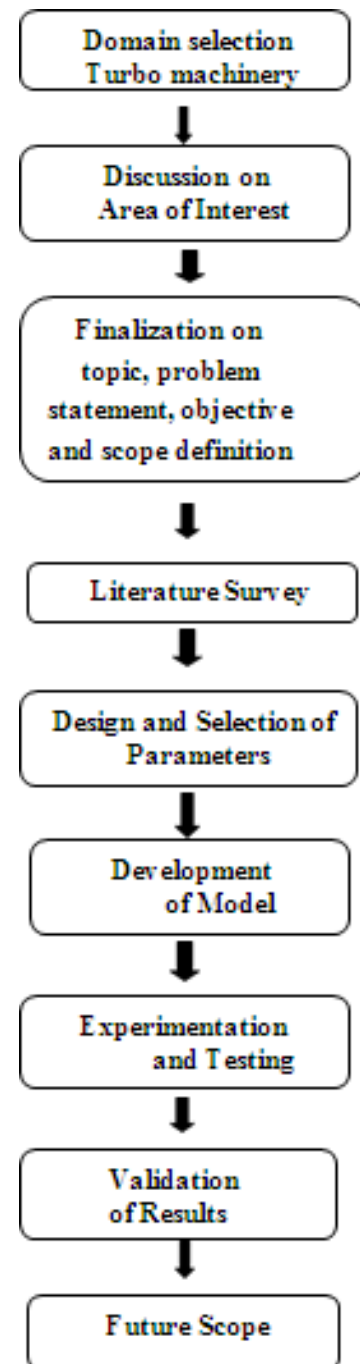 Domain selection
Turbo machinery
Discussion on
Area of Interest
Finalization on
topic, problem
statement, objective
and scope definition
Literature Survey
Design and Selection of
Parameters
Development
of Model
Experimentation
and Testing
Validation
of Results
Future Scope